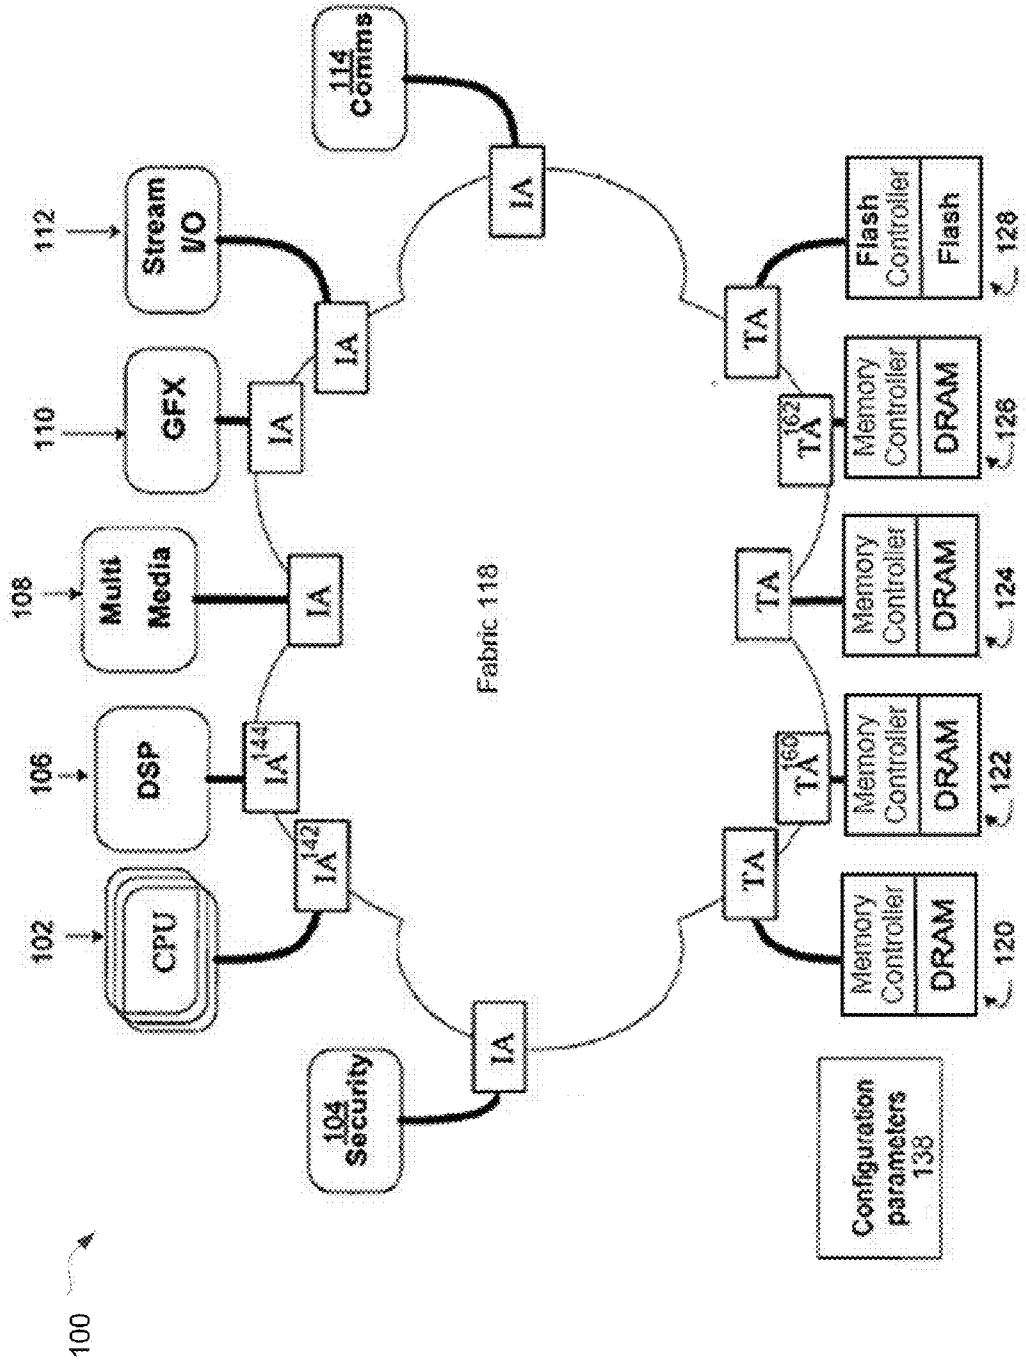 100
102
CPU
106
DSP
108
Multi
Media
110
GFX
112
Stream
I/O
104
Security
114
Comms
IA
IA 142
IA 144
IA
IA
IA
IA
Fabric 118
TA
TA 160
TA
TA 162
TA
Configuration
parameters
138
Memory
Controller
DRAM
120
Memory
Controller
DRAM
122
Memory
Controller
DRAM
124
Memory
Controller
DRAM
126
Flash
Controller
Flash
128